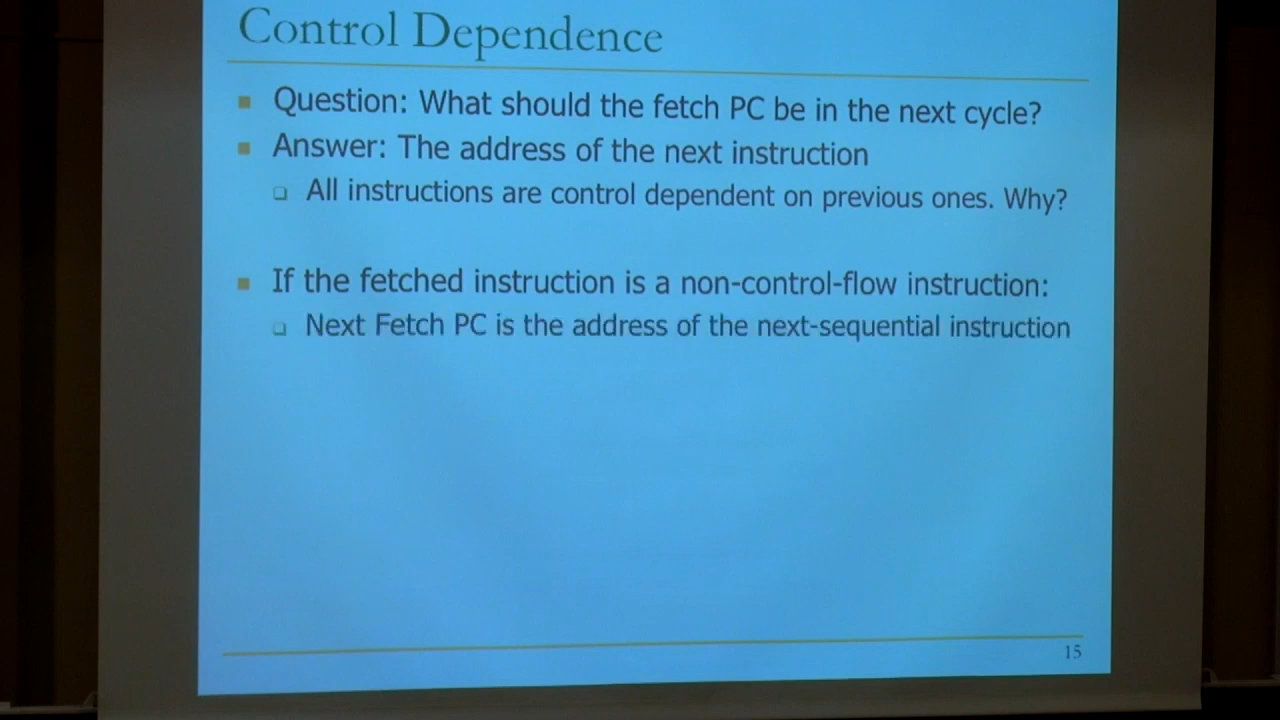 Control Dependence
Question: What should the fetch PC be in the next cycle?
Answer: The address of the next instruction
All instructions are control dependent on previous ones. Why?
If the fetched instruction is a non-control-flow instruction:
Next Fetch PC is the address of the next-sequential instruction
15